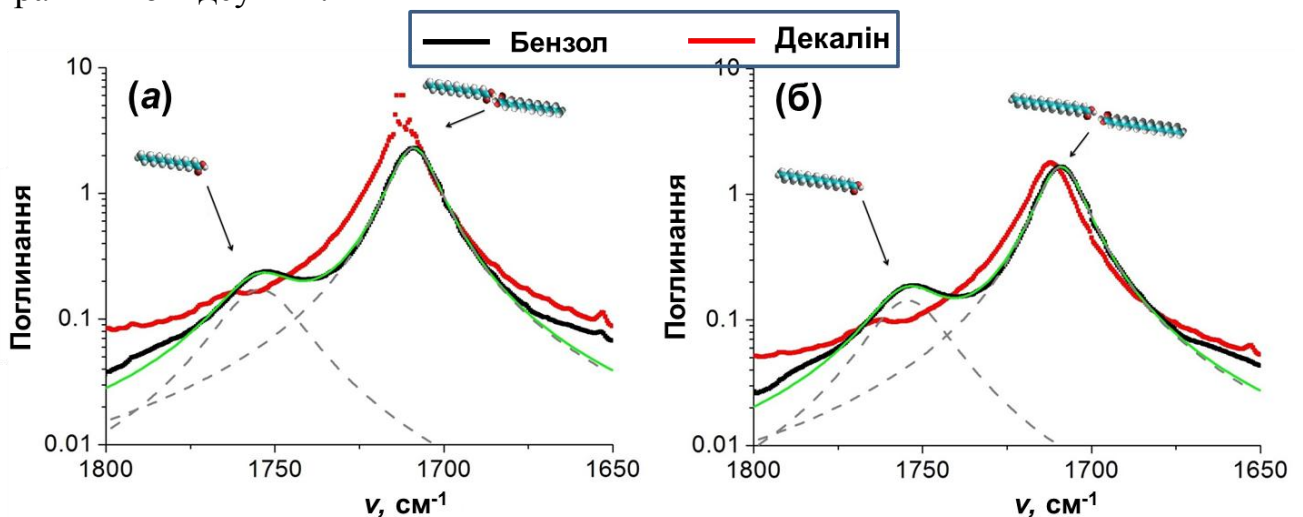 Бензол Декалін
(а)
10
1
0.1
0.01
Поглинання
1800 1750 1700 1650
ν, см-1
(б)
10
1
0.1
0.01
Поглинання
1800 1750 1700 1650
ν, см-1